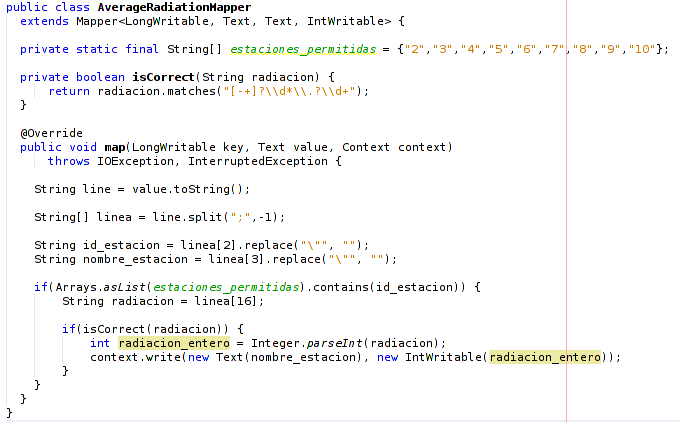 public class AverageRadiationMapper
  extends Mapper<LongWritable, Text, Text, IntWritable> {
  private static final String[] estaciones_permitidas = {"2","3","4","5","6","7","8","9","10"};
  private boolean isCorrect(String radiacion) {
      return radiacion.matches("[-+]?\\d*\\.?\\d+");
  }
  @Override
  public void map(LongWritable key, Text value, Context context)
      throws IOException, InterruptedException {
    String line = value.toString();
    String[] linea = line.split(";",-1);
    String id_estacion = linea[2].replace("\"", "");
    String nombre_estacion = linea[3].replace("\"", "");
    if(Arrays.asList(estaciones_permitidas).contains(id_estacion)) {
        String radiacion = linea[16];
        if(isCorrect(radiacion)) {
            int radiacion_entero = Integer.parseInt(radiacion);
            context.write(new Text(nombre_estacion), new IntWritable(radiacion_entero));
        }
    }
  }
}